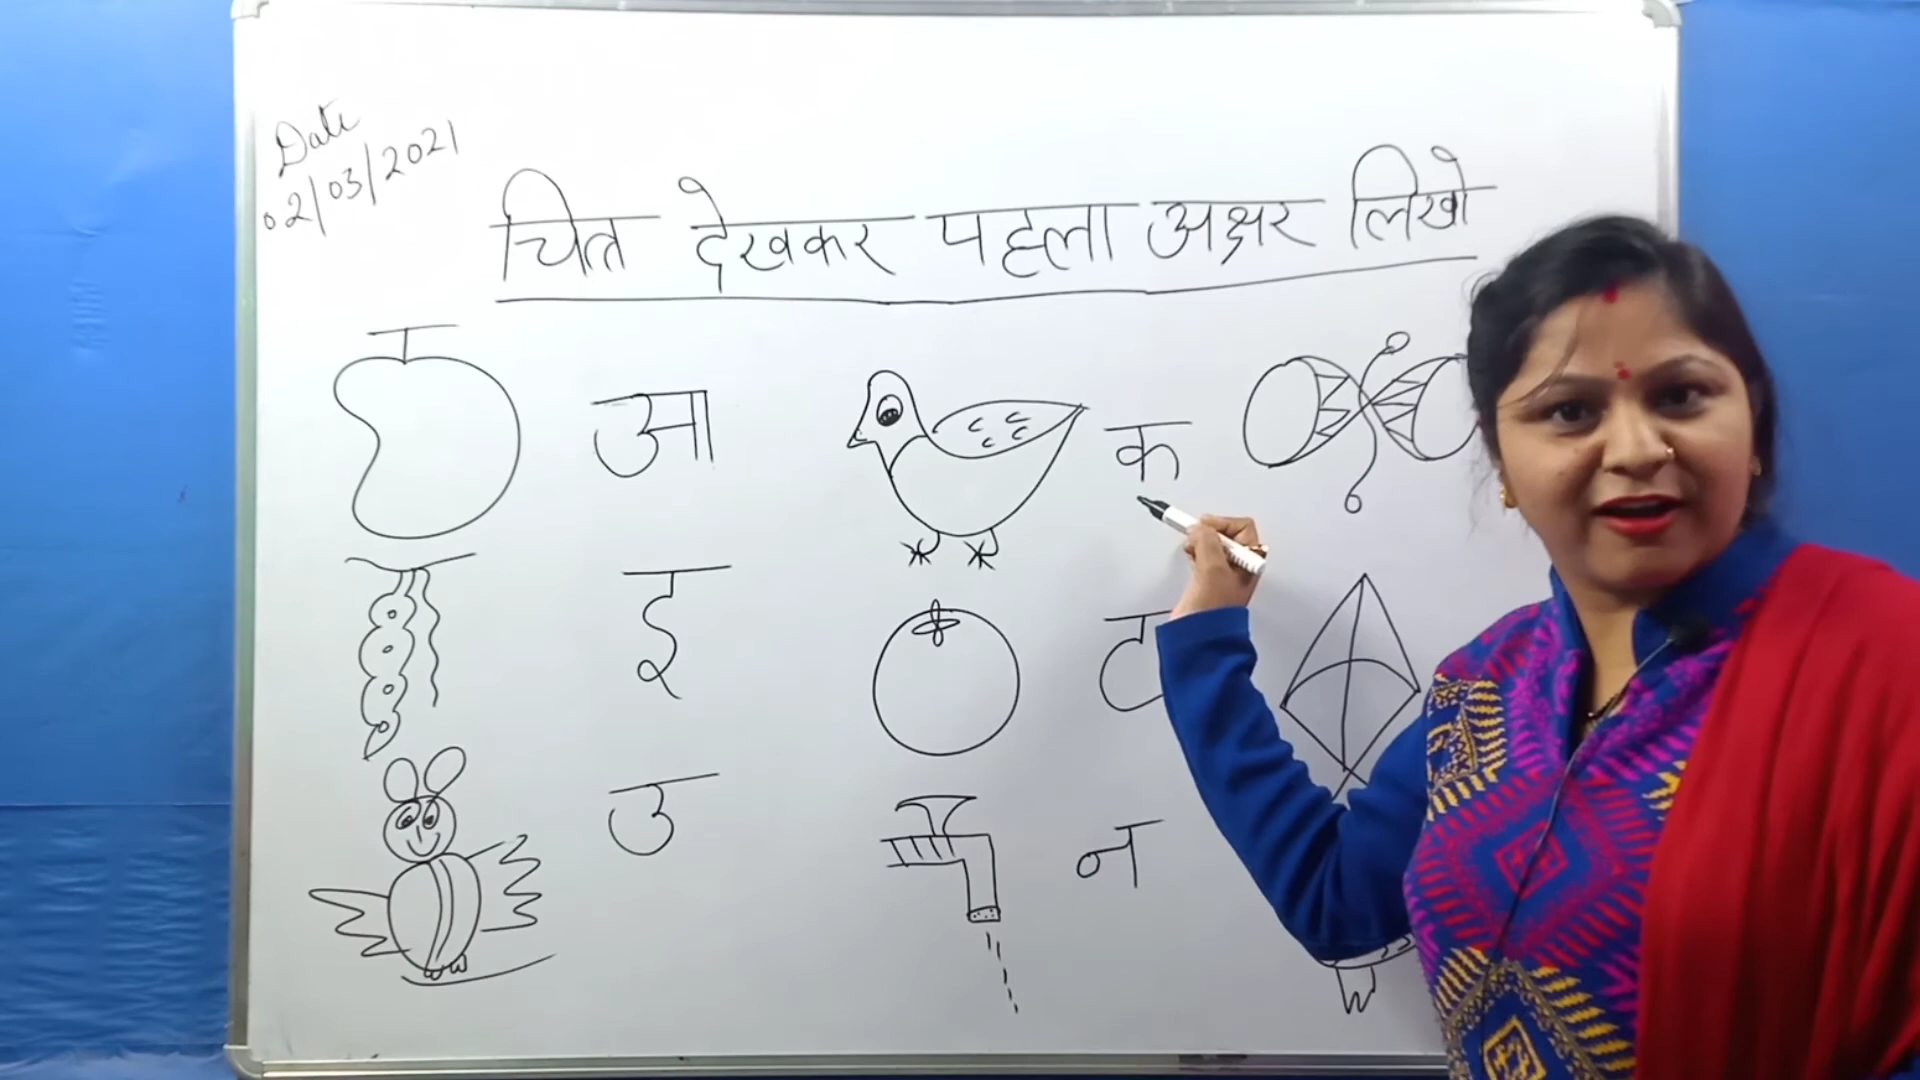 Date
02/03/2021
चित्र देखकर पहला अक्षर लिखो
आ
क
इ
ट
उ
न